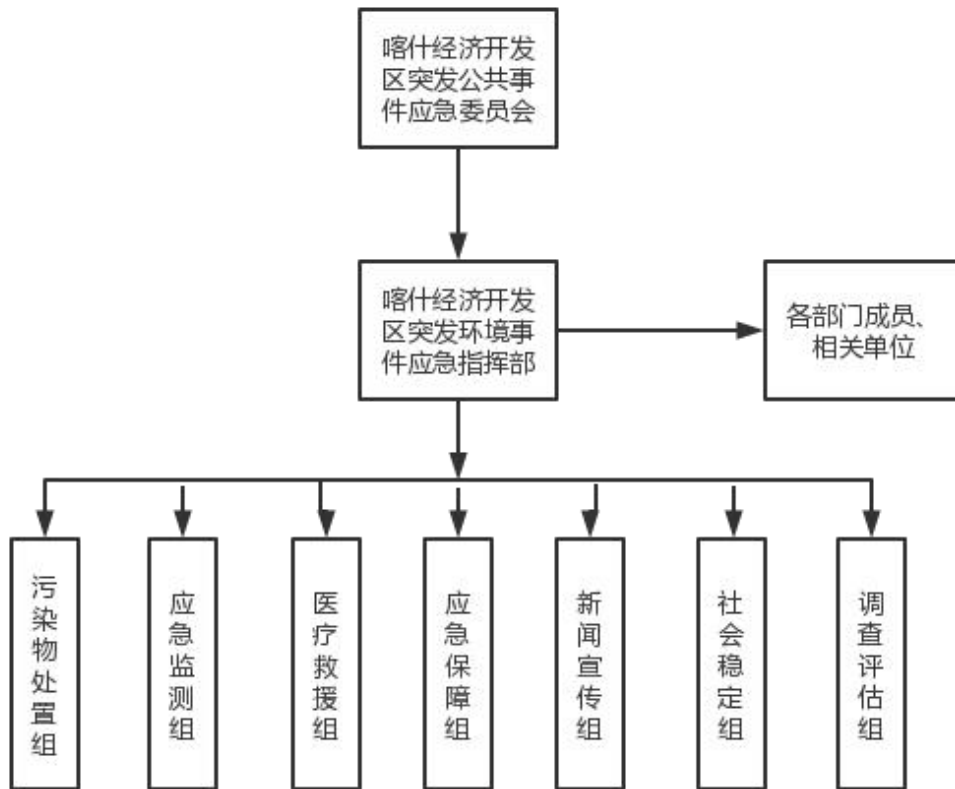 喀什经济开发
区突发公共事
件应急委员会
喀什经济开发
区突发环境事
件应急指挥部
各部门成员、
相关单位
污染物处置组
应急监测组
医疗救援组
应急保障组
新闻宣传组
社会稳定组
调查评估组